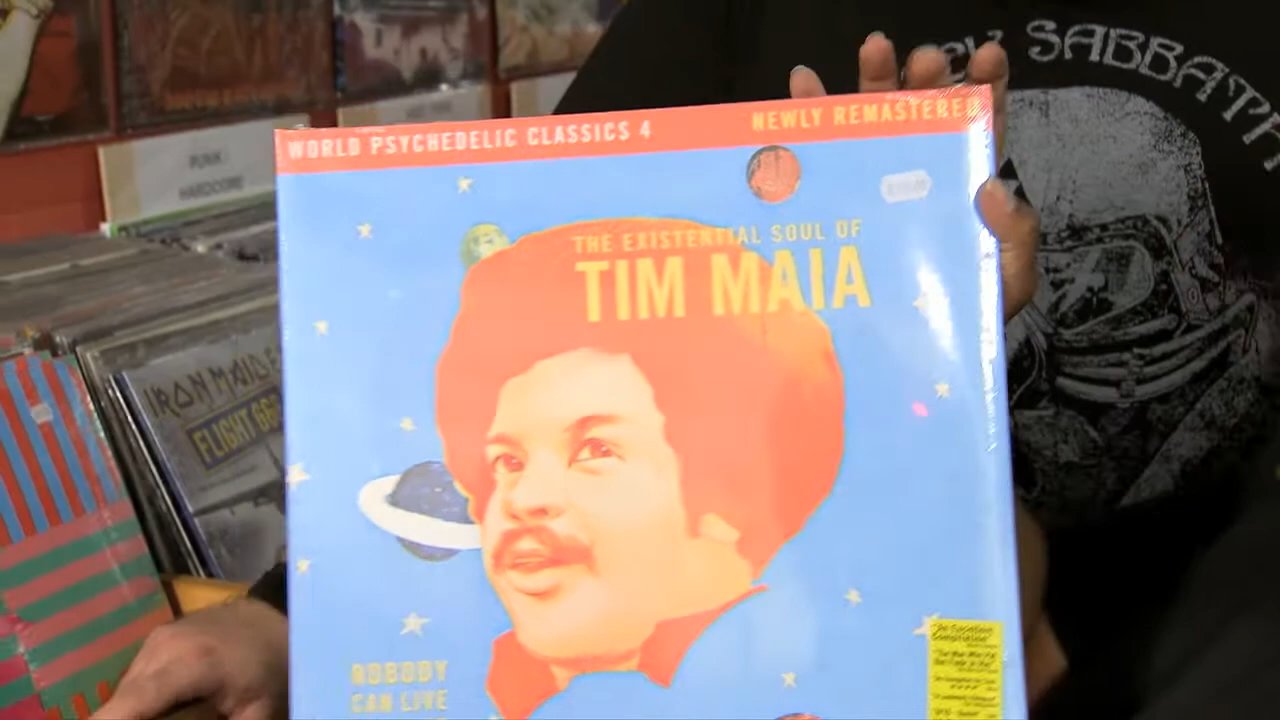 WORLD PSYCHEDELIC CLASSICS 4
NEWLY REMASTERED
THE EXISTENTIAL SOUL OF
TIM MAIA
NOBODY
CAN LIVE
SABBATH
PUNK
HARDCORE
IRON MAIDE
FLIGHT 666